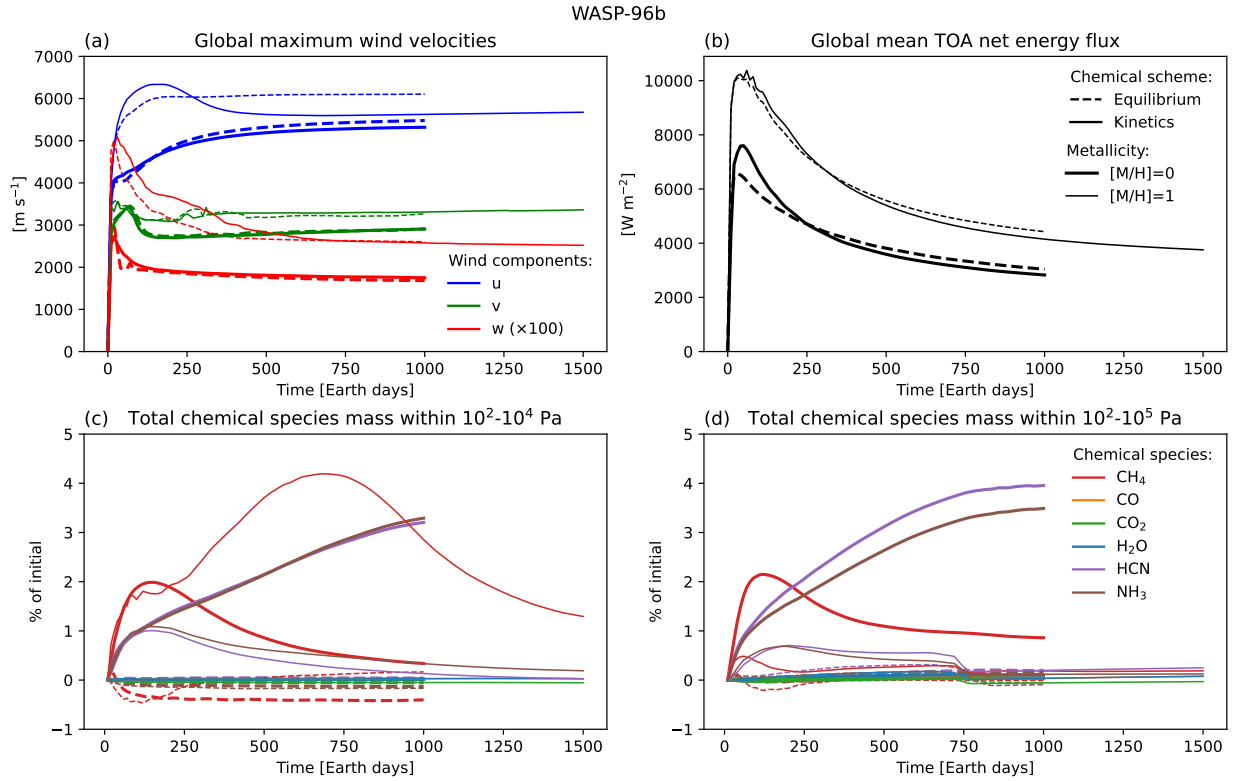 WASP-96b
(a) Global maximum wind velocities
7000
6000
5000
4000
3000
2000
1000
0
[m s⁻¹]
Wind components:
u
v
w (×100)
0 250 500 750 1000 1250 1500
Time [Earth days]
(b) Global mean TOA net energy flux
10000
8000
6000
4000
2000
0
[W m⁻²]
Chemical scheme:
Equilibrium
Kinetics
Metallicity:
[M/H]=0
[M/H]=1
0 250 500 750 1000 1250 1500
Time [Earth days]
(c) Total chemical species mass within 10²-10⁴ Pa
5
4
3
2
1
0
−1
% of initial
0 250 500 750 1000 1250 1500
Time [Earth days]
(d) Total chemical species mass within 10²-10⁵ Pa
5
4
3
2
1
0
−1
% of initial
Chemical species:
CH₄
CO
CO₂
H₂O
HCN
NH₃
0 250 500 750 1000 1250 1500
Time [Earth days]